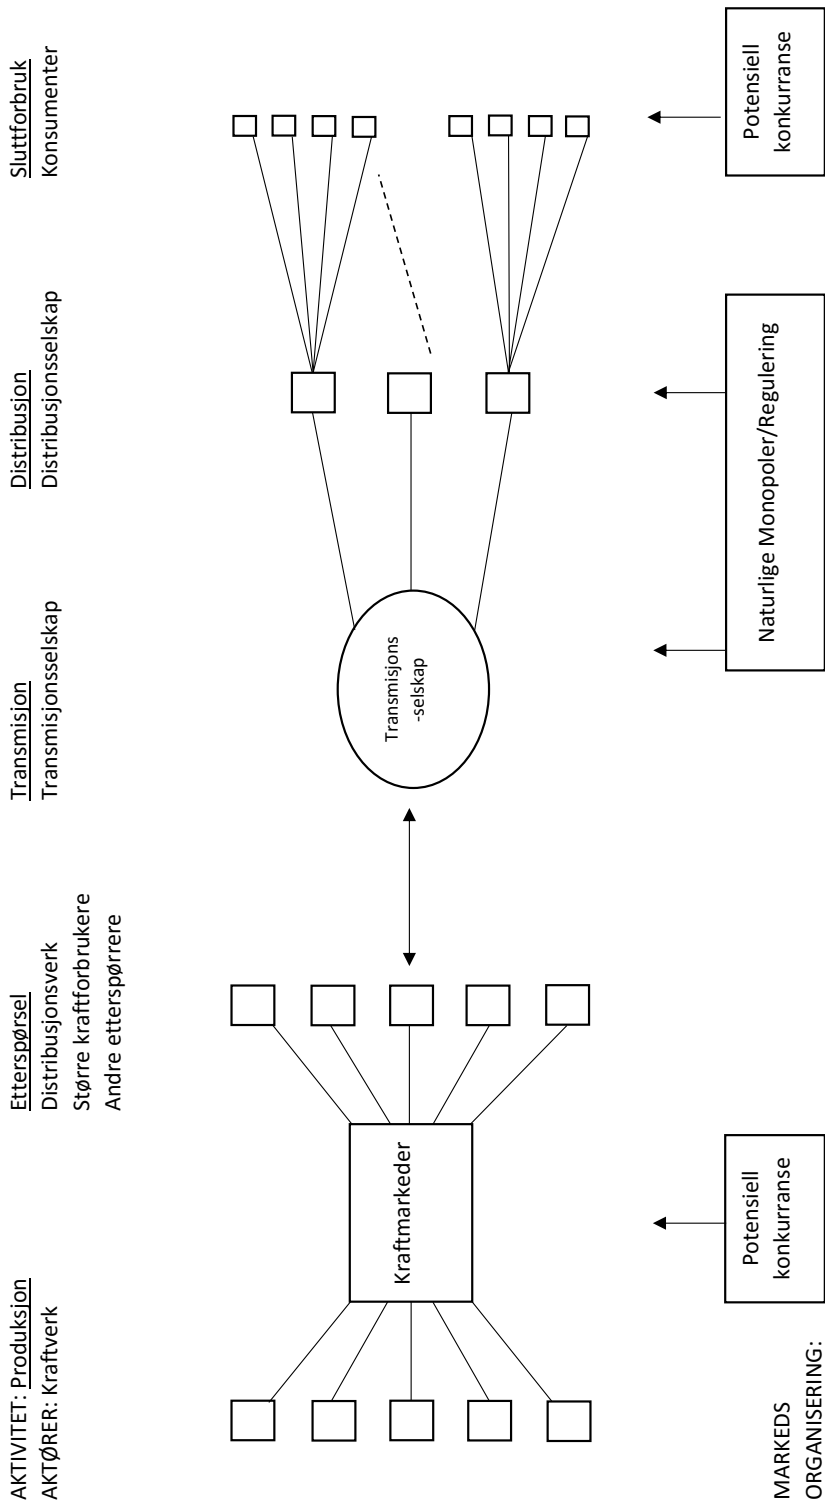 AKTIVITET: Produksjon
AKTØRER: Kraftverk
Etterspørsel
Distribusjonsverk
Større kraftforbrukere
Andre etterspørrere
Transmisjon
Transmisjonsselskap
Distribusjon
Distribusjonsselskap
Sluttforbruk
Konsumenter
Kraftmarkeder
Transmisjons
-selskap
MARKEDS
ORGANISERING:
Potensiell
konkurranse
Naturlige Monopoler/Regulering
Potensiell
konkurranse